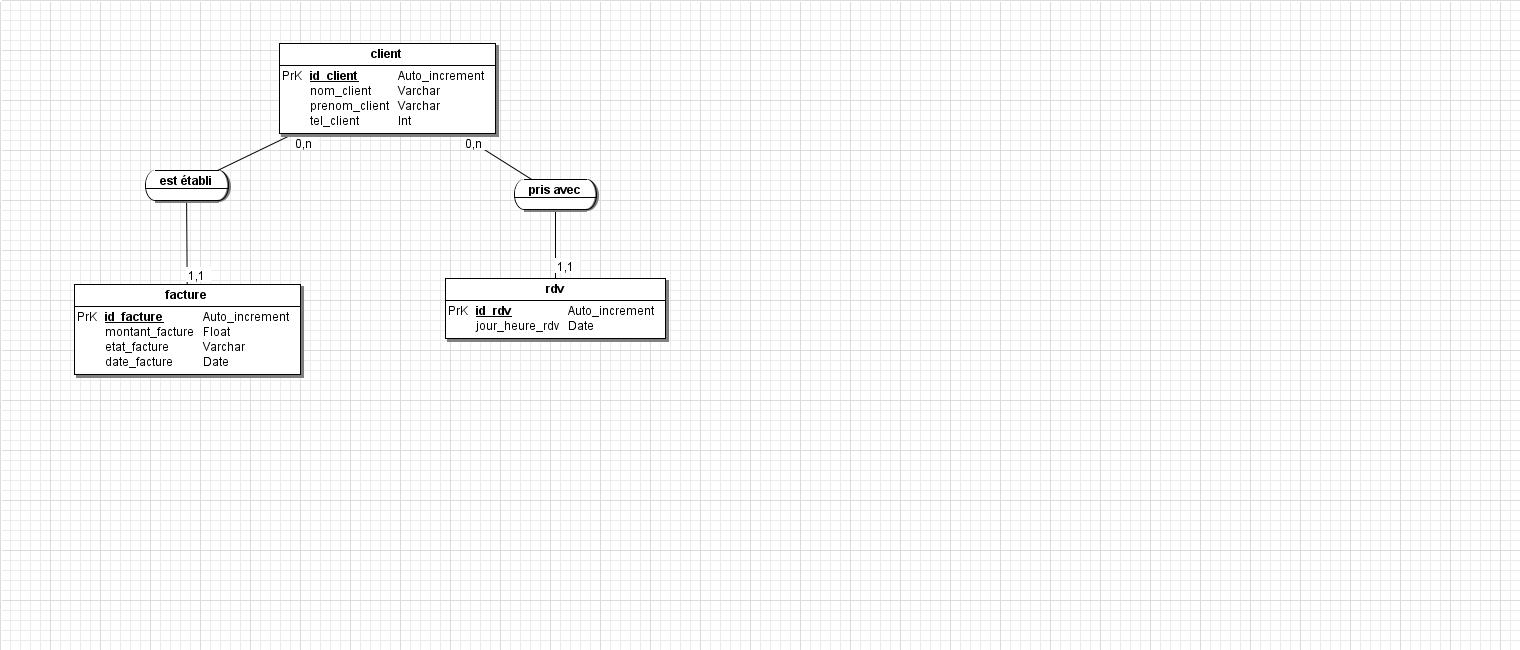 client
PrK id_client Auto_increment
nom_client Varchar
prenom_client Varchar
tel_client Int
0,n 0,n
est établi
pris avec
1,1
1,1
facture
PrK id_facture Auto_increment
montant_facture Float
etat_facture Varchar
date_facture Date
rdv
PrK id_rdv Auto_increment
jour_heure_rdv Date